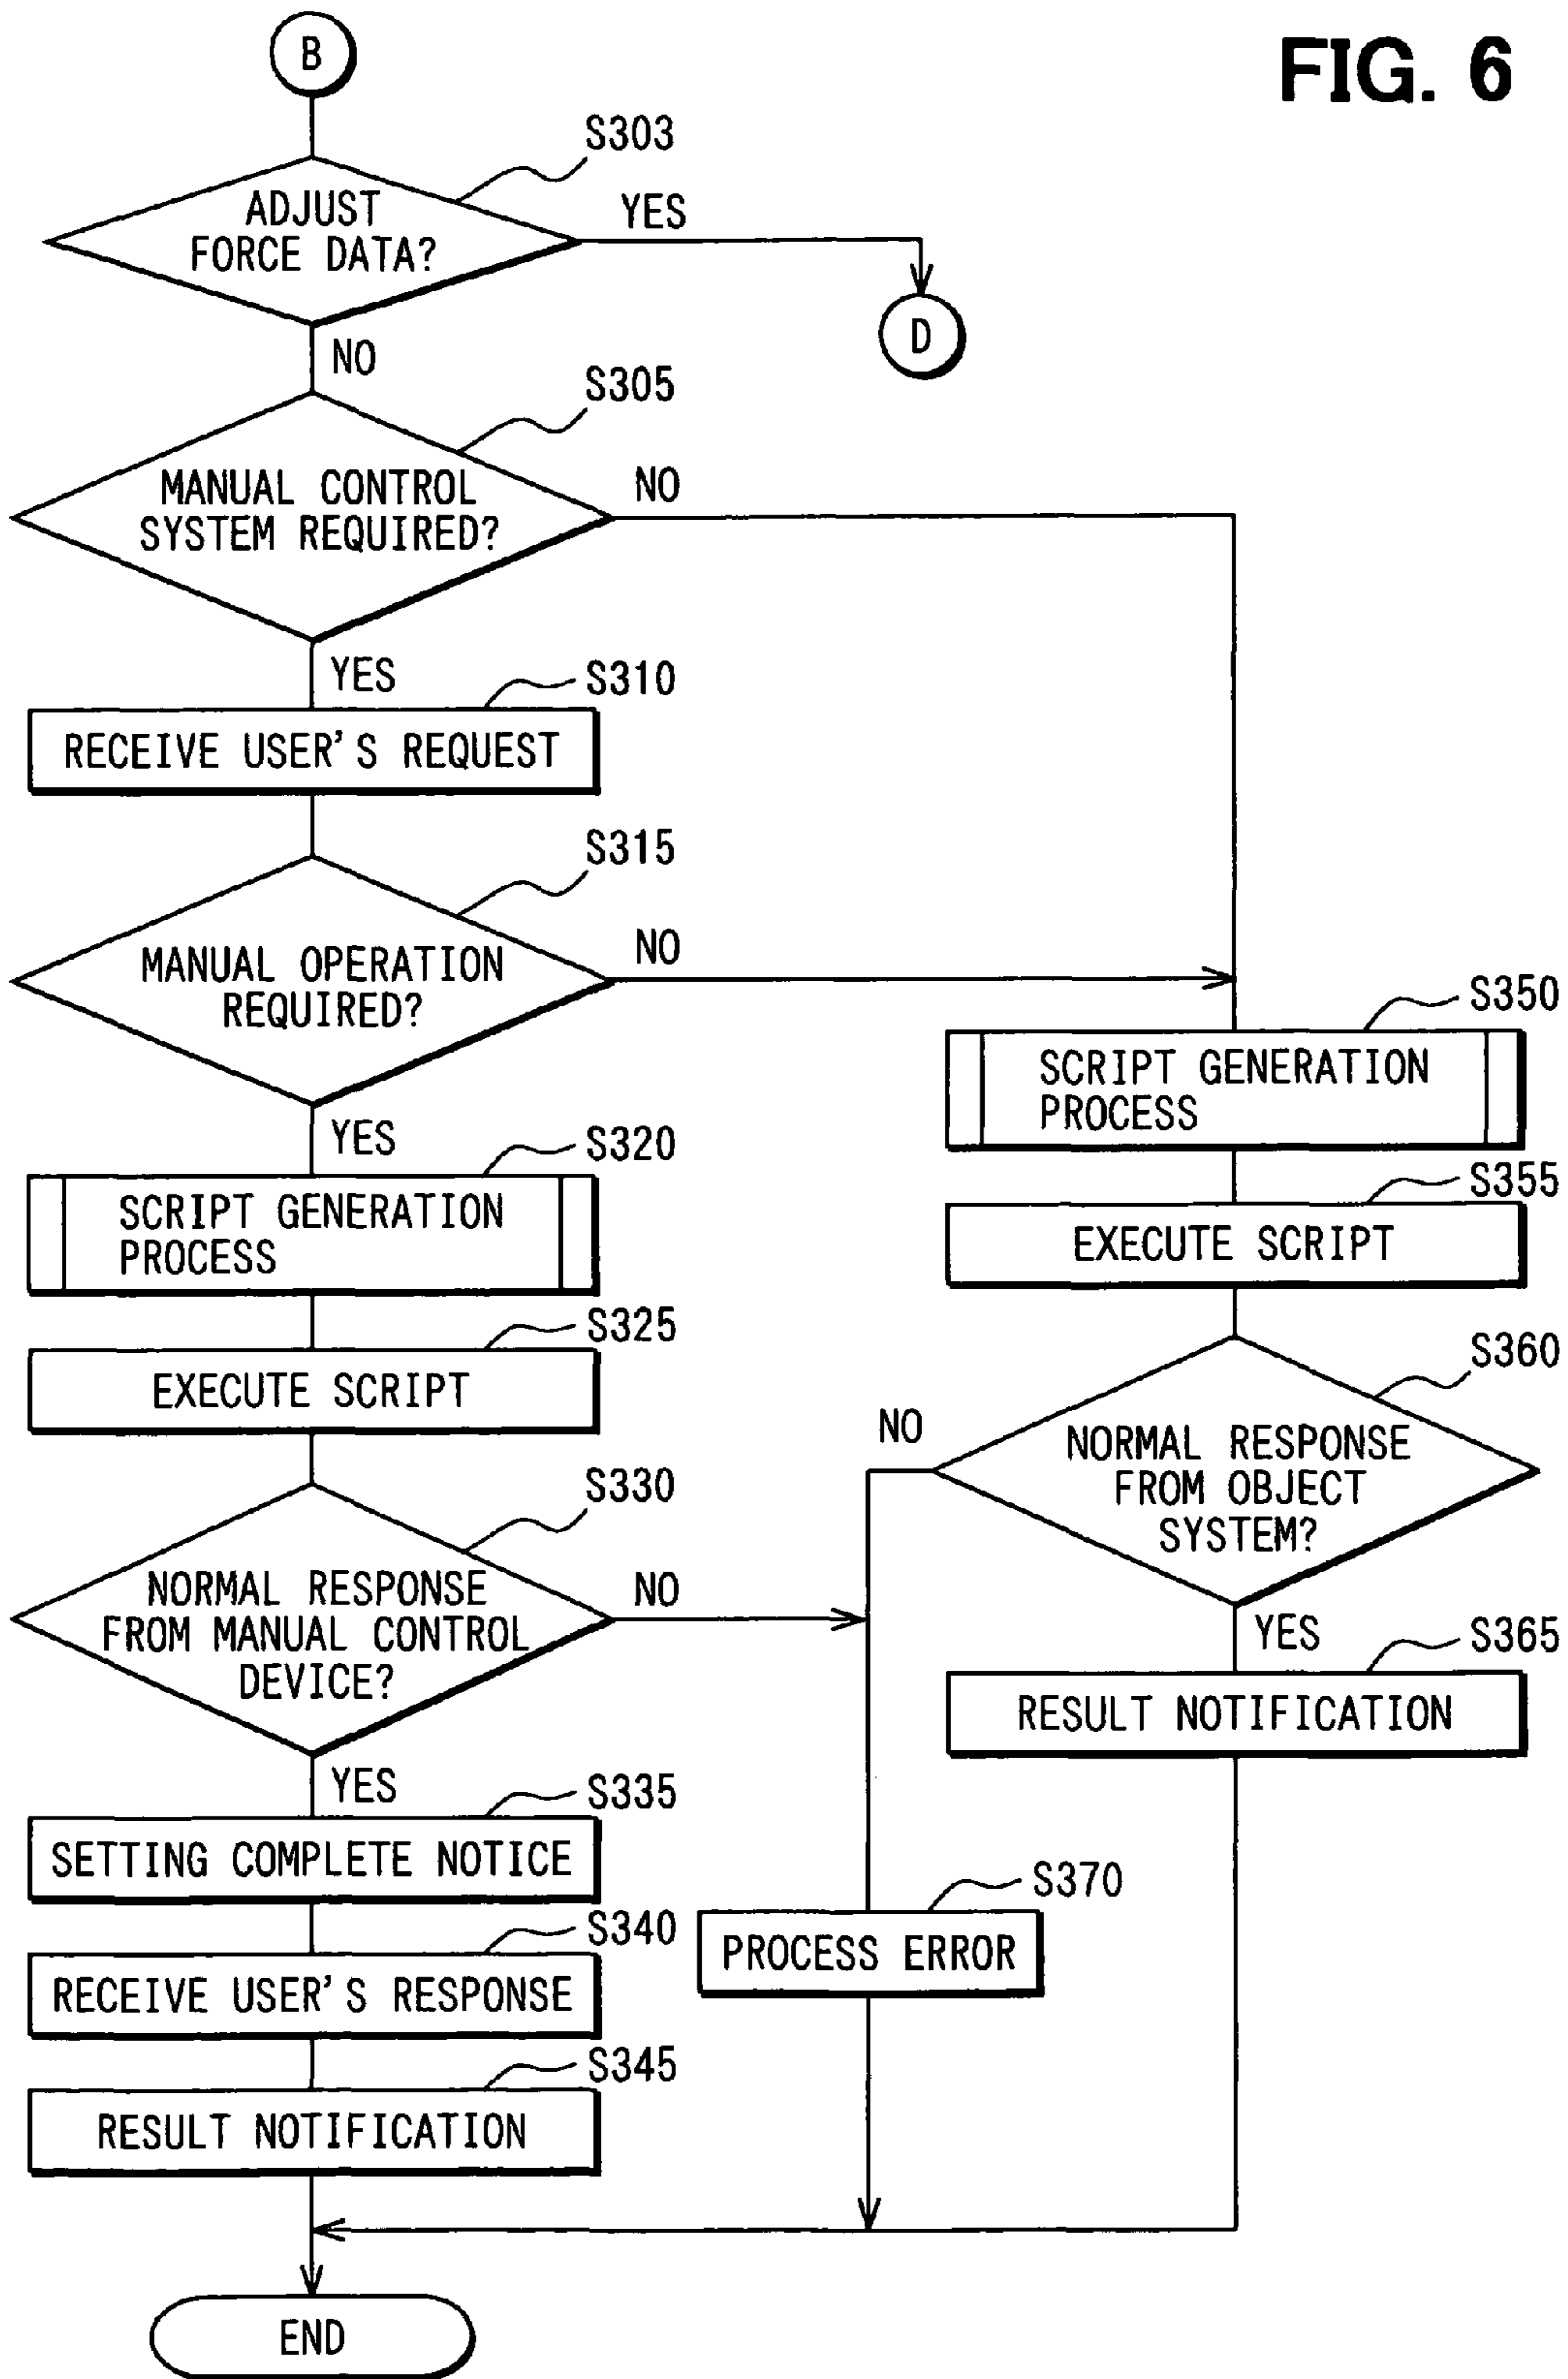 FIG. 6
B
S303
ADJUST
FORCE DATA?
YES
D
NO
S305
MANUAL CONTROL
SYSTEM REQUIRED?
NO
YES
S310
RECEIVE USER'S REQUEST
S315
MANUAL OPERATION
REQUIRED?
NO
YES
S320
SCRIPT GENERATION
PROCESS
S325
EXECUTE SCRIPT
S330
NORMAL RESPONSE
FROM MANUAL CONTROL
DEVICE?
NO
YES
S335
SETTING COMPLETE NOTICE
S340
RECEIVE USER'S RESPONSE
S345
RESULT NOTIFICATION
S350
SCRIPT GENERATION
PROCESS
S355
EXECUTE SCRIPT
S360
NORMAL RESPONSE
FROM OBJECT
SYSTEM?
NO
YES
S365
RESULT NOTIFICATION
S370
PROCESS ERROR
END